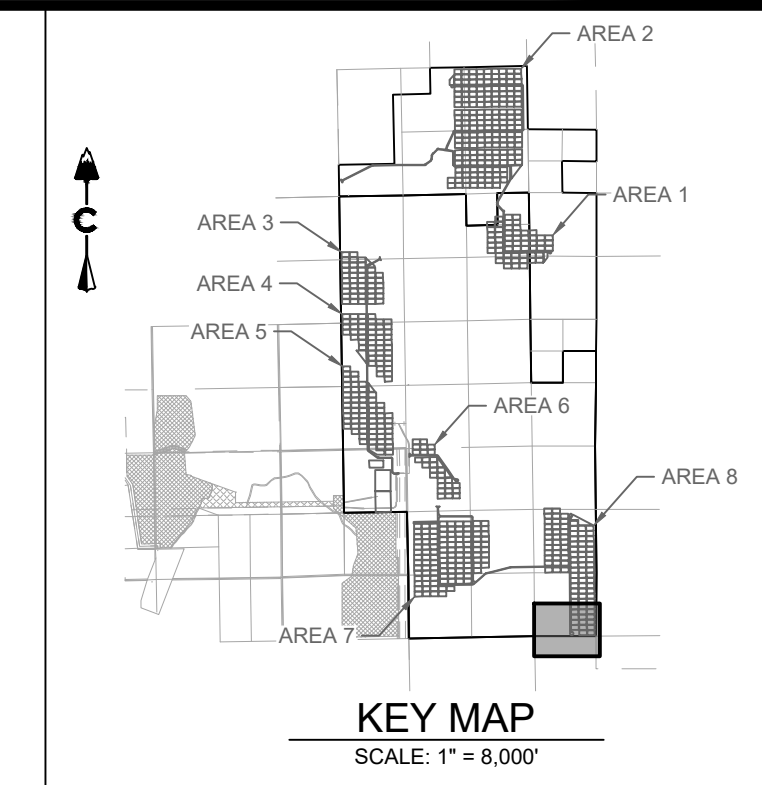 AREA 2
AREA 1
AREA 3
AREA 4
AREA 5
AREA 6
AREA 8
AREA 7
C
KEY MAP
SCALE: 1" = 8,000'